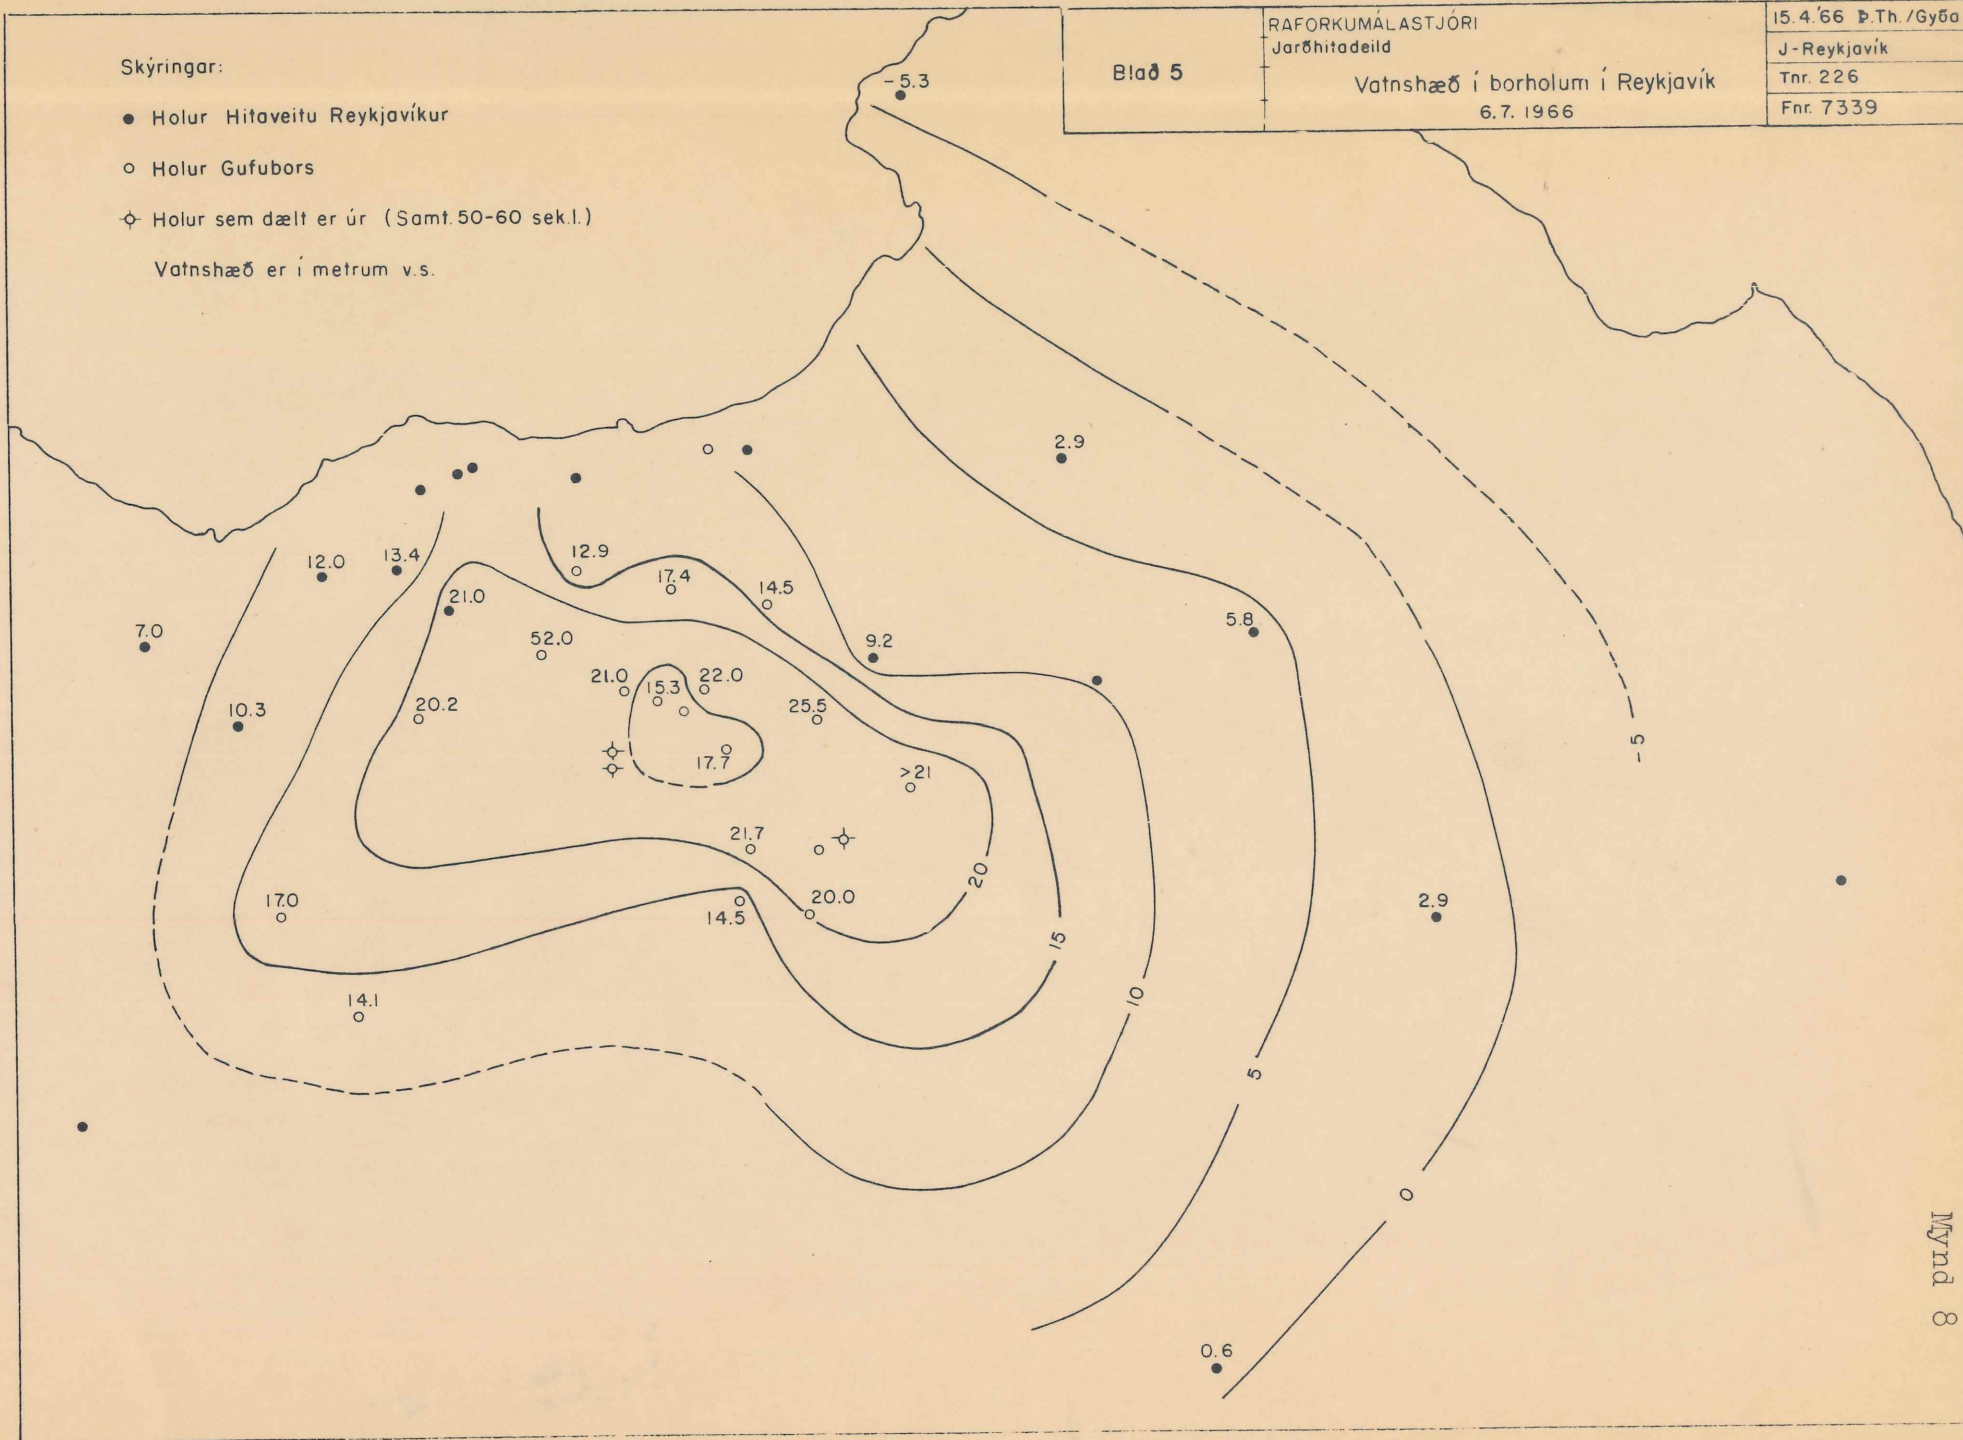 Skýringar:
Holur Hitaveitu Reykjavíkur
Holur Gufubors
Holur sem dælt er úr (Samt. 50-60 sek.l.)
Vatnshæð er í metrum v.s.
Blað 5
RAFORKUMÁLASTJÓRI
Jarðhitadeild
Vatnshæð í borholum í Reykjavík
6.7. 1966
15.4.'66 Þ.Th./Gyða
J-Reykjavík
Tnr. 226
Fnr. 7339
-5.3
2.9
12.0
13.4
12.9
17.4
14.5
21.0
7.0
52.0
9.2
5.8
21.0
15.3
22.0
10.3
20.2
25.5
-5
17.7
>21
21.7
20
17.0
14.5
20.0
2.9
15
14.1
10
5
0
0.6
Mynd 8